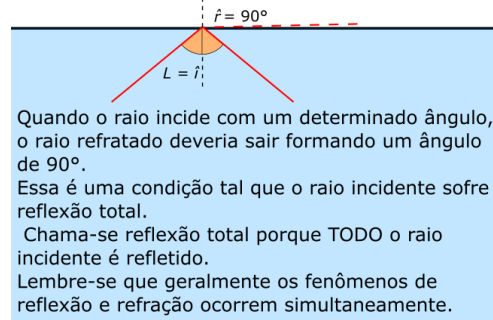 r̂ = 90°
L = î
Quando o raio incide com um determinado ângulo,
o raio refratado deveria sair formando um ângulo
de 90°.
Essa é uma condição tal que o raio incidente sofre
reflexão total.
Chama-se reflexão total porque TODO o raio
incidente é refletido.
Lembre-se que geralmente os fenômenos de
reflexão e refração ocorrem simultaneamente.